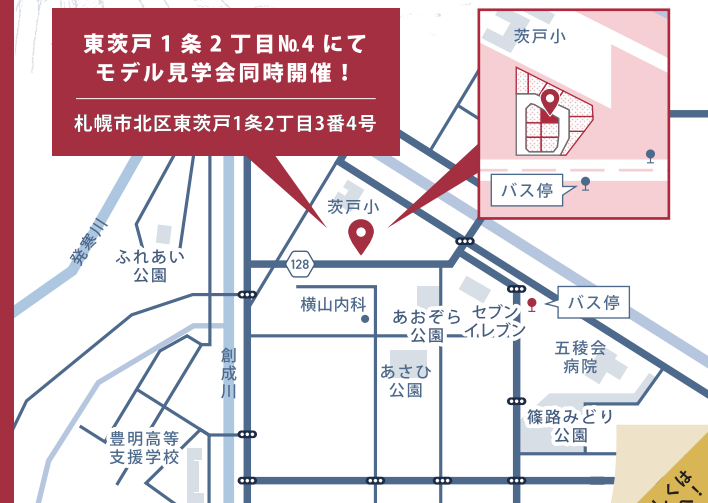 東茨戸1条2丁目№4にて
モデル見学会同時開催！
札幌市北区東茨戸1条2丁目3番4号
茨戸小
バス停
茨戸小
発寒川
ふれあい
公園
128
横山内科
あおぞら
公園
セブン
イレブン
バス停
創成川
あさひ
公園
五稜会
病院
篠路みどり
公園
豊明高等
支援学校
くは
！